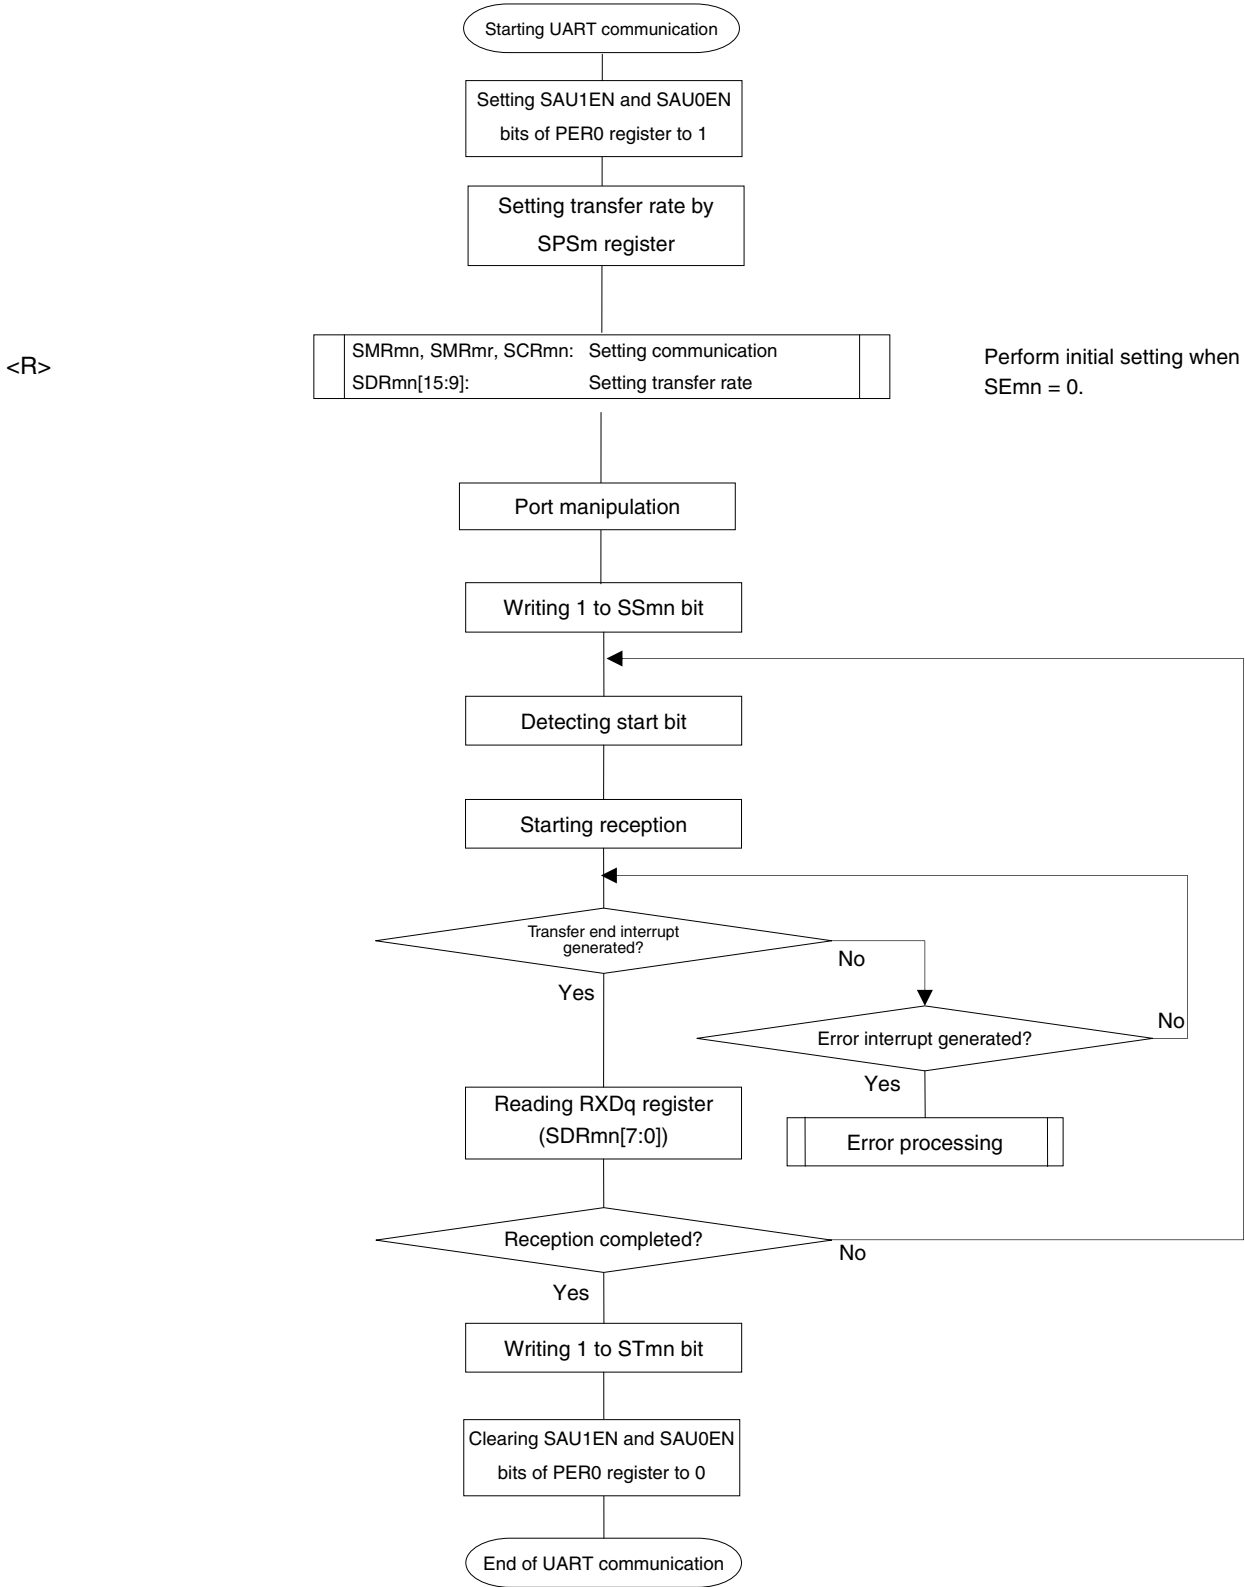 Starting UART communication
Setting SAU1EN and SAU0EN
bits of PER0 register to 1
Setting transfer rate by
SPSm register
<R>
SMRmn, SMRmr, SCRmn: Setting communication
SDRmn[15:9]: Setting transfer rate
Perform initial setting when
SEmn = 0.
Port manipulation
Writing 1 to SSmn bit
Detecting start bit
Starting reception
Transfer end interrupt
generated?
No
Yes
Error interrupt generated?
No
Yes
Reading RXDq register
(SDRmn[7:0])
Error processing
Reception completed?
No
Yes
Writing 1 to STmn bit
Clearing SAU1EN and SAU0EN
bits of PER0 register to 0
End of UART communication